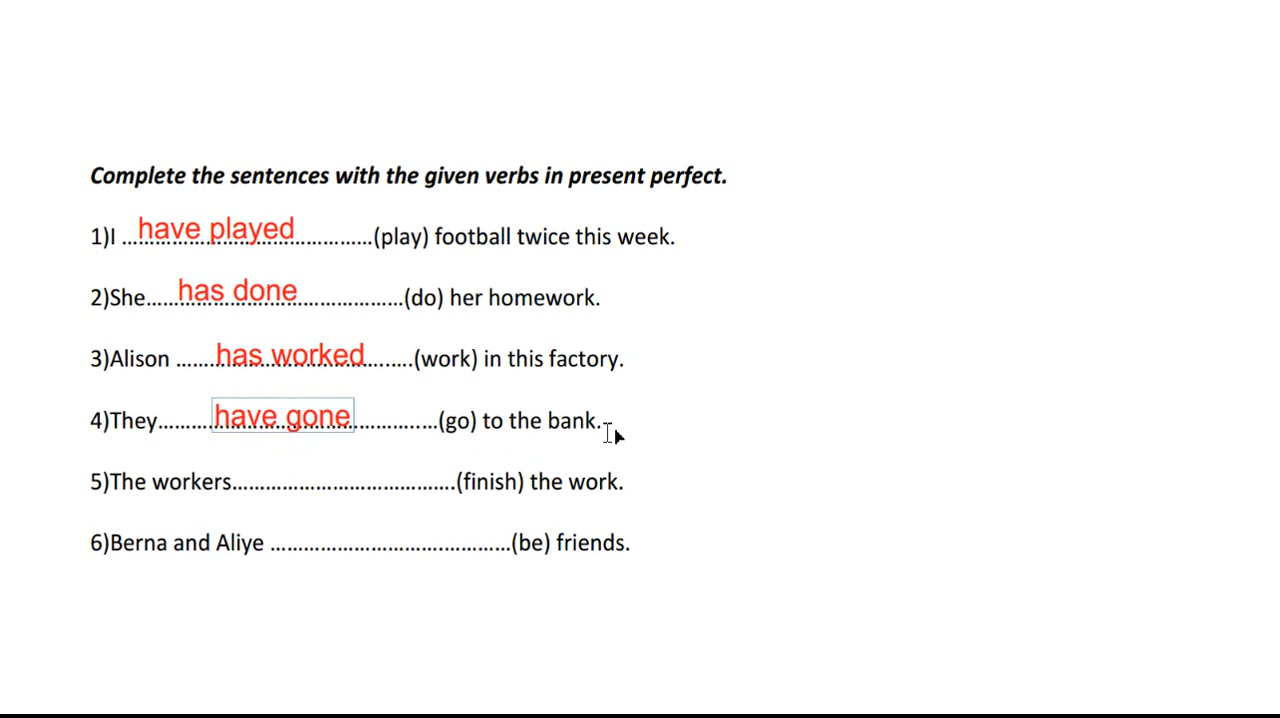 Complete the sentences with the given verbs in present perfect.
1)I ......have played..............(play) football twice this week.
2)She.....has done..................(do) her homework.
3)Alison ......has worked........(work) in this factory.
4)They.........have gone..............(go) to the bank.
5)The workers........................................(finish) the work.
6)Berna and Aliye ...........................................(be) friends.